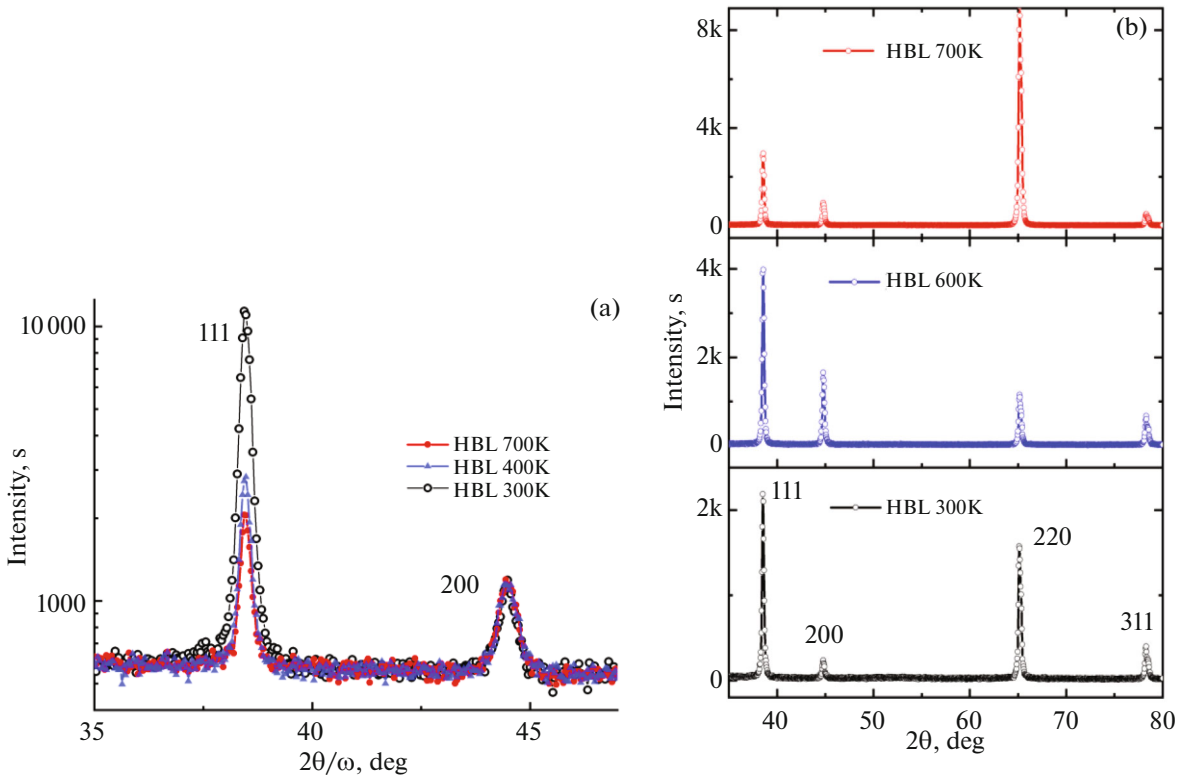 (a)
10 000
1000
Intensity, s
111
200
HBL 700K
HBL 400K
HBL 300K
35
40
45
2θ/ω, deg
(b)
8k
4k
0
HBL 700K
4k
2k
0
HBL 600K
Intensity, s
2k
0
HBL 300K
111
200
220
311
40
50
60
70
80
2θ, deg